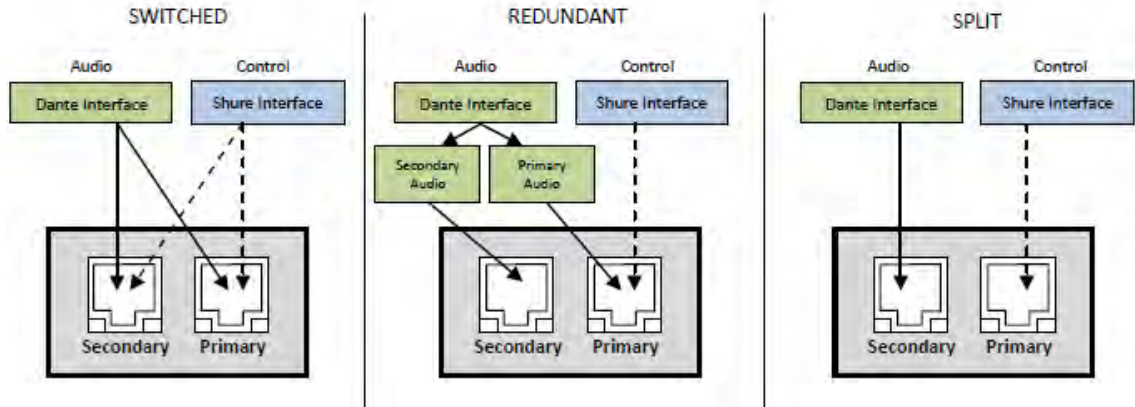 SWITCHED
Audio Control
Dante Interface Shure Interface
Secondary Primary
REDUNDANT
Audio Control
Dante Interface Shure Interface
Secondary
Audio
Primary
Audio
Secondary Primary
SPLIT
Audio Control
Dante Interface Shure Interface
Secondary Primary